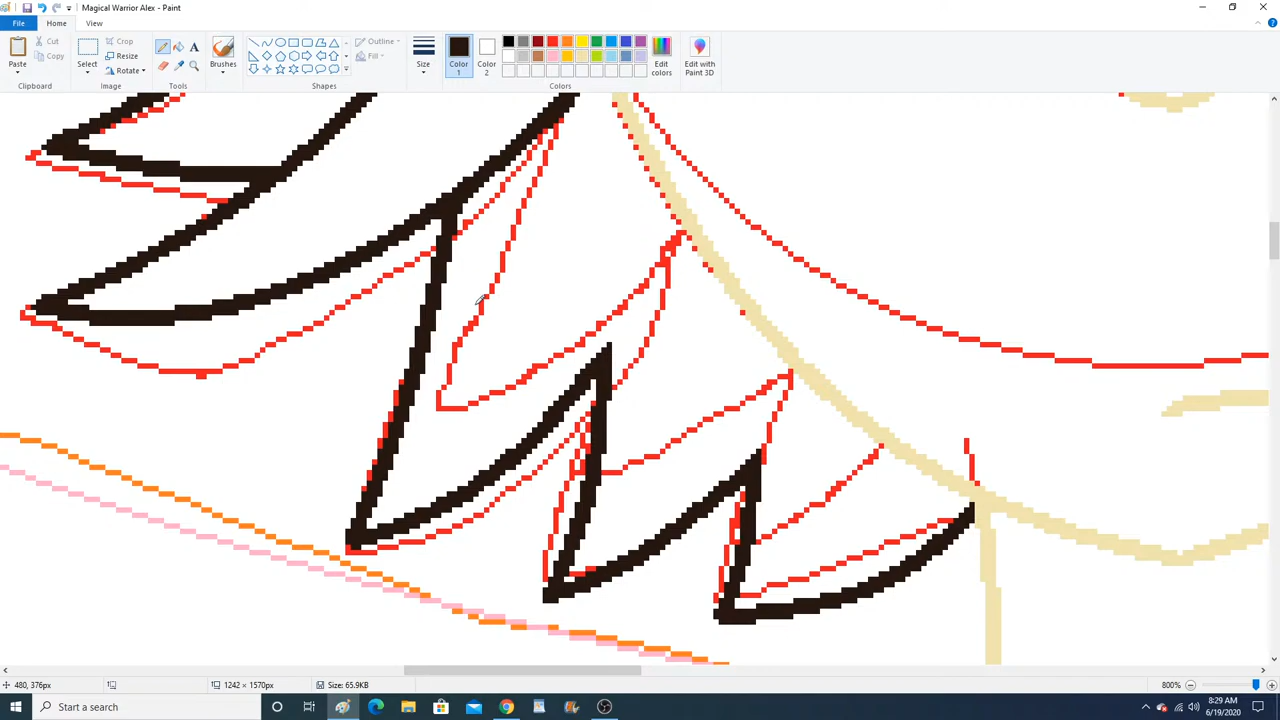 Magical Warrior Alex - Paint
File Home View
Paste
Cut
Copy
Clipboard
Select
Crop
Resize
Rotate
Image
A
Tools
Brushes
Shapes
Outline
Fill
Size
Color 1
Color 2
Edit colors
Colors
Edit with Paint 3D
480, 376px
1242 × 1570px
Size: 65.9KB
800%
Start a search
8:29 AM
6/19/2020